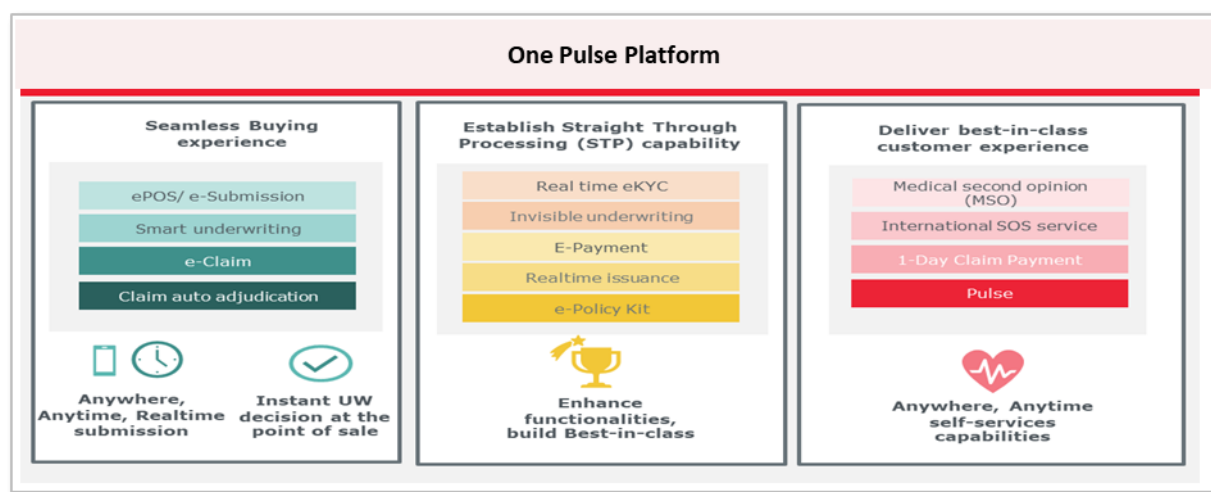 One Pulse Platform
Seamless Buying
experience
ePOS/ e-Submission
Smart underwriting
e-Claim
Claim auto adjudication
Anywhere,
Anytime, Realtime
submission
Instant UW
decision at the
point of sale
Establish Straight Through
Processing (STP) capability
Real time eKYC
Invisible underwriting
E-Payment
Realtime issuance
e-Policy Kit
Enhance
functionalities,
build Best-in-class
Deliver best-in-class
customer experience
Medical second opinion
(MSO)
International SOS service
1-Day Claim Payment
Pulse
Anywhere, Anytime
self-services
capabilities